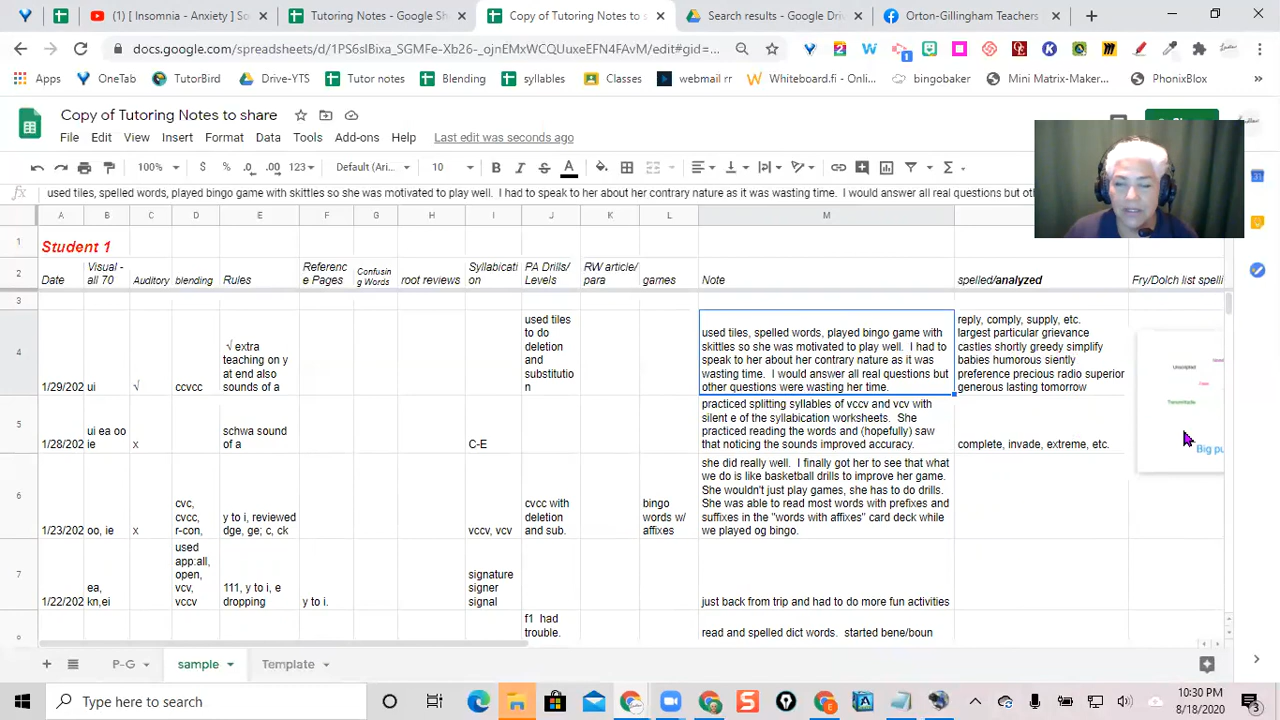 (1) [ Insomnia - Anxiety ] So
Tutoring Notes - Google Sh
Copy of Tutoring Notes to s
Search results - Google Driv
Orton-Gillingham Teachers
docs.google.com/spreadsheets/d/1PS6sIBixa_SGMFe-Xb26-_ojnEMxWCQUuxeEFN4FAvM/edit#gid=...
Apps OneTab TutorBird Drive-YTS Tutor notes Blending syllables Classes webmail rr Whiteboard.fi - Onlin... bingobaker Mini Matrix-Maker... PhonixBlox
Copy of Tutoring Notes to share
File Edit View Insert Format Data Tools Add-ons Help Last edit was seconds ago
100% $ % .0 .00 123 Default (Ari... 10 B I S A
fx used tiles, spelled words, played bingo game with skittles so she was motivated to play well. I had to speak to her about her contrary nature as it was wasting time. I would answer all real questions but oth
A B C D E F G H I J K L M
1 Student 1
2 Date Visual - all 70 Auditory blending Rules Reference Pages Confusing Words root reviews Syllabication PA Drills/ Levels RW article/ para games Note spelled/analyzed Fry/Dolch list spelli
3
4 1/29/202 ui √ ccvcc √ extra teaching on y at end also sounds of a
used tiles to do deletion and substitution
used tiles, spelled words, played bingo game with
skittles so she was motivated to play well. I had to
speak to her about her contrary nature as it was
wasting time. I would answer all real questions but
other questions were wasting her time.
reply, comply, supply, etc.
largest particular grievance
castles shortly greedy simplify
babies humorous siently
preference precious radio superior
generous lasting tomorrow
5 1/28/202 ui ea oo ie x schwa sound of a C-E
practiced splitting syllables of vccv and vcv with
silent e of the syllabication worksheets. She
practiced reading the words and (hopefully) saw
that noticing the sounds improved accuracy.
complete, invade, extreme, etc.
6 1/23/202 oo, ie x cvc, cvcc, r-con, y to i, reviewed dge, ge; c, ck vccv, vcv cvcc with deletion and sub. bingo words w/ affixes
she did really well. I finally got her to see that what
we do is like basketball drills to improve her game.
She wouldn't just play games, she has to do drills.
She was able to read most words with prefixes and
suffixes in the "words with affixes" card deck while
we played og bingo.
7 1/22/202 ea, kn,ei used app:all, open, vcv, vccv 111, y to i, e dropping y to i. signature signer signal
just back from trip and had to do more fun activities
f1 had trouble.
read and spelled dict words. started bene/boun
Unscripted
Big pu
P-G sample Template
Type here to search
10:30 PM
8/18/2020
3